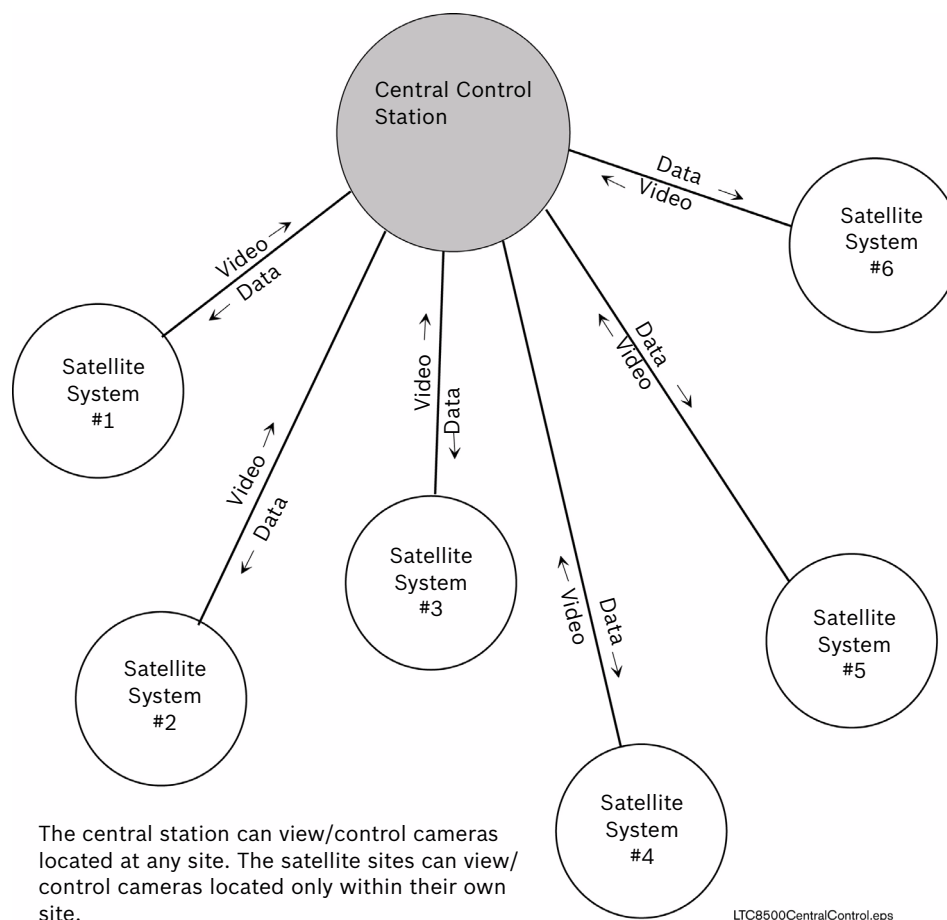 Central Control
Station
Data
Video
Satellite
System
#6
Video
Data
Satellite
System
#1
Video
Data
Satellite
System
#2
Video
Data
Satellite
System
#3
Video
Data
Satellite
System
#4
Data
Video
Satellite
System
#5
The central station can view/control cameras
located at any site. The satellite sites can view/
control cameras located only within their own
site.
LTC8500CentralControl.eps